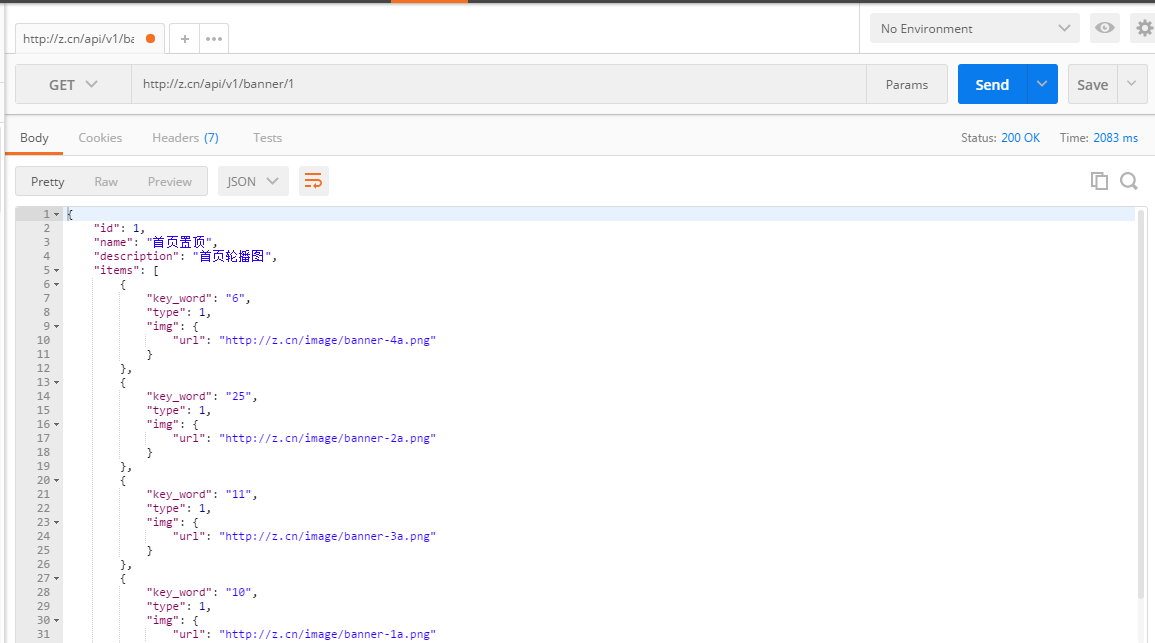 http://z.cn/api/v1/ba
No Environment
GET http://z.cn/api/v1/banner/1 Params Send Save
Body Cookies Headers (7) Tests Status: 200 OK Time: 2083 ms
Pretty Raw Preview JSON
1 {
2 "id": 1,
3 "name": "首页置顶",
4 "description": "首页轮播图",
5 "items": [
6 {
7 "key_word": "6",
8 "type": 1,
9 "img": {
10 "url": "http://z.cn/image/banner-4a.png"
11 }
12 },
13 {
14 "key_word": "25",
15 "type": 1,
16 "img": {
17 "url": "http://z.cn/image/banner-2a.png"
18 }
19 },
20 {
21 "key_word": "11",
22 "type": 1,
23 "img": {
24 "url": "http://z.cn/image/banner-3a.png"
25 }
26 },
27 {
28 "key_word": "10",
29 "type": 1,
30 "img": {
31 "url": "http://z.cn/image/banner-1a.png"